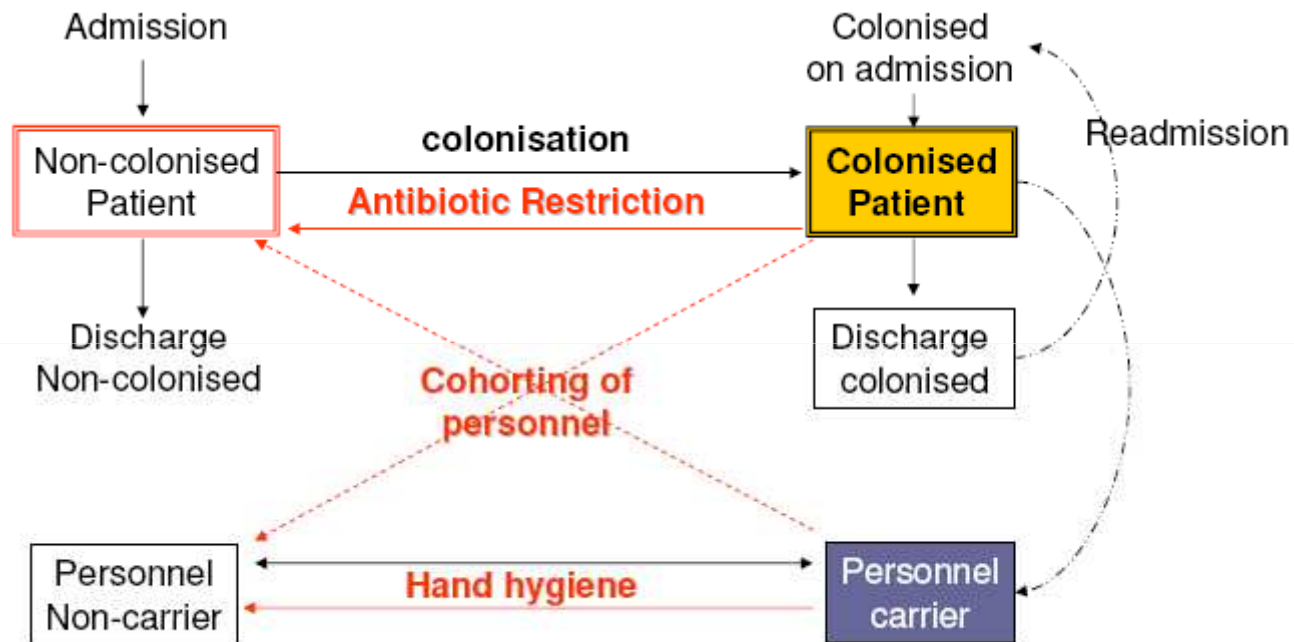 Admission
Colonised
on admission
Readmission
Non-colonised
Patient
colonisation
Antibiotic Restriction
Colonised
Patient
Discharge
Non-colonised
Discharge
colonised
Cohorting of
personnel
Personnel
Non-carrier
Hand hygiene
Personnel
carrier